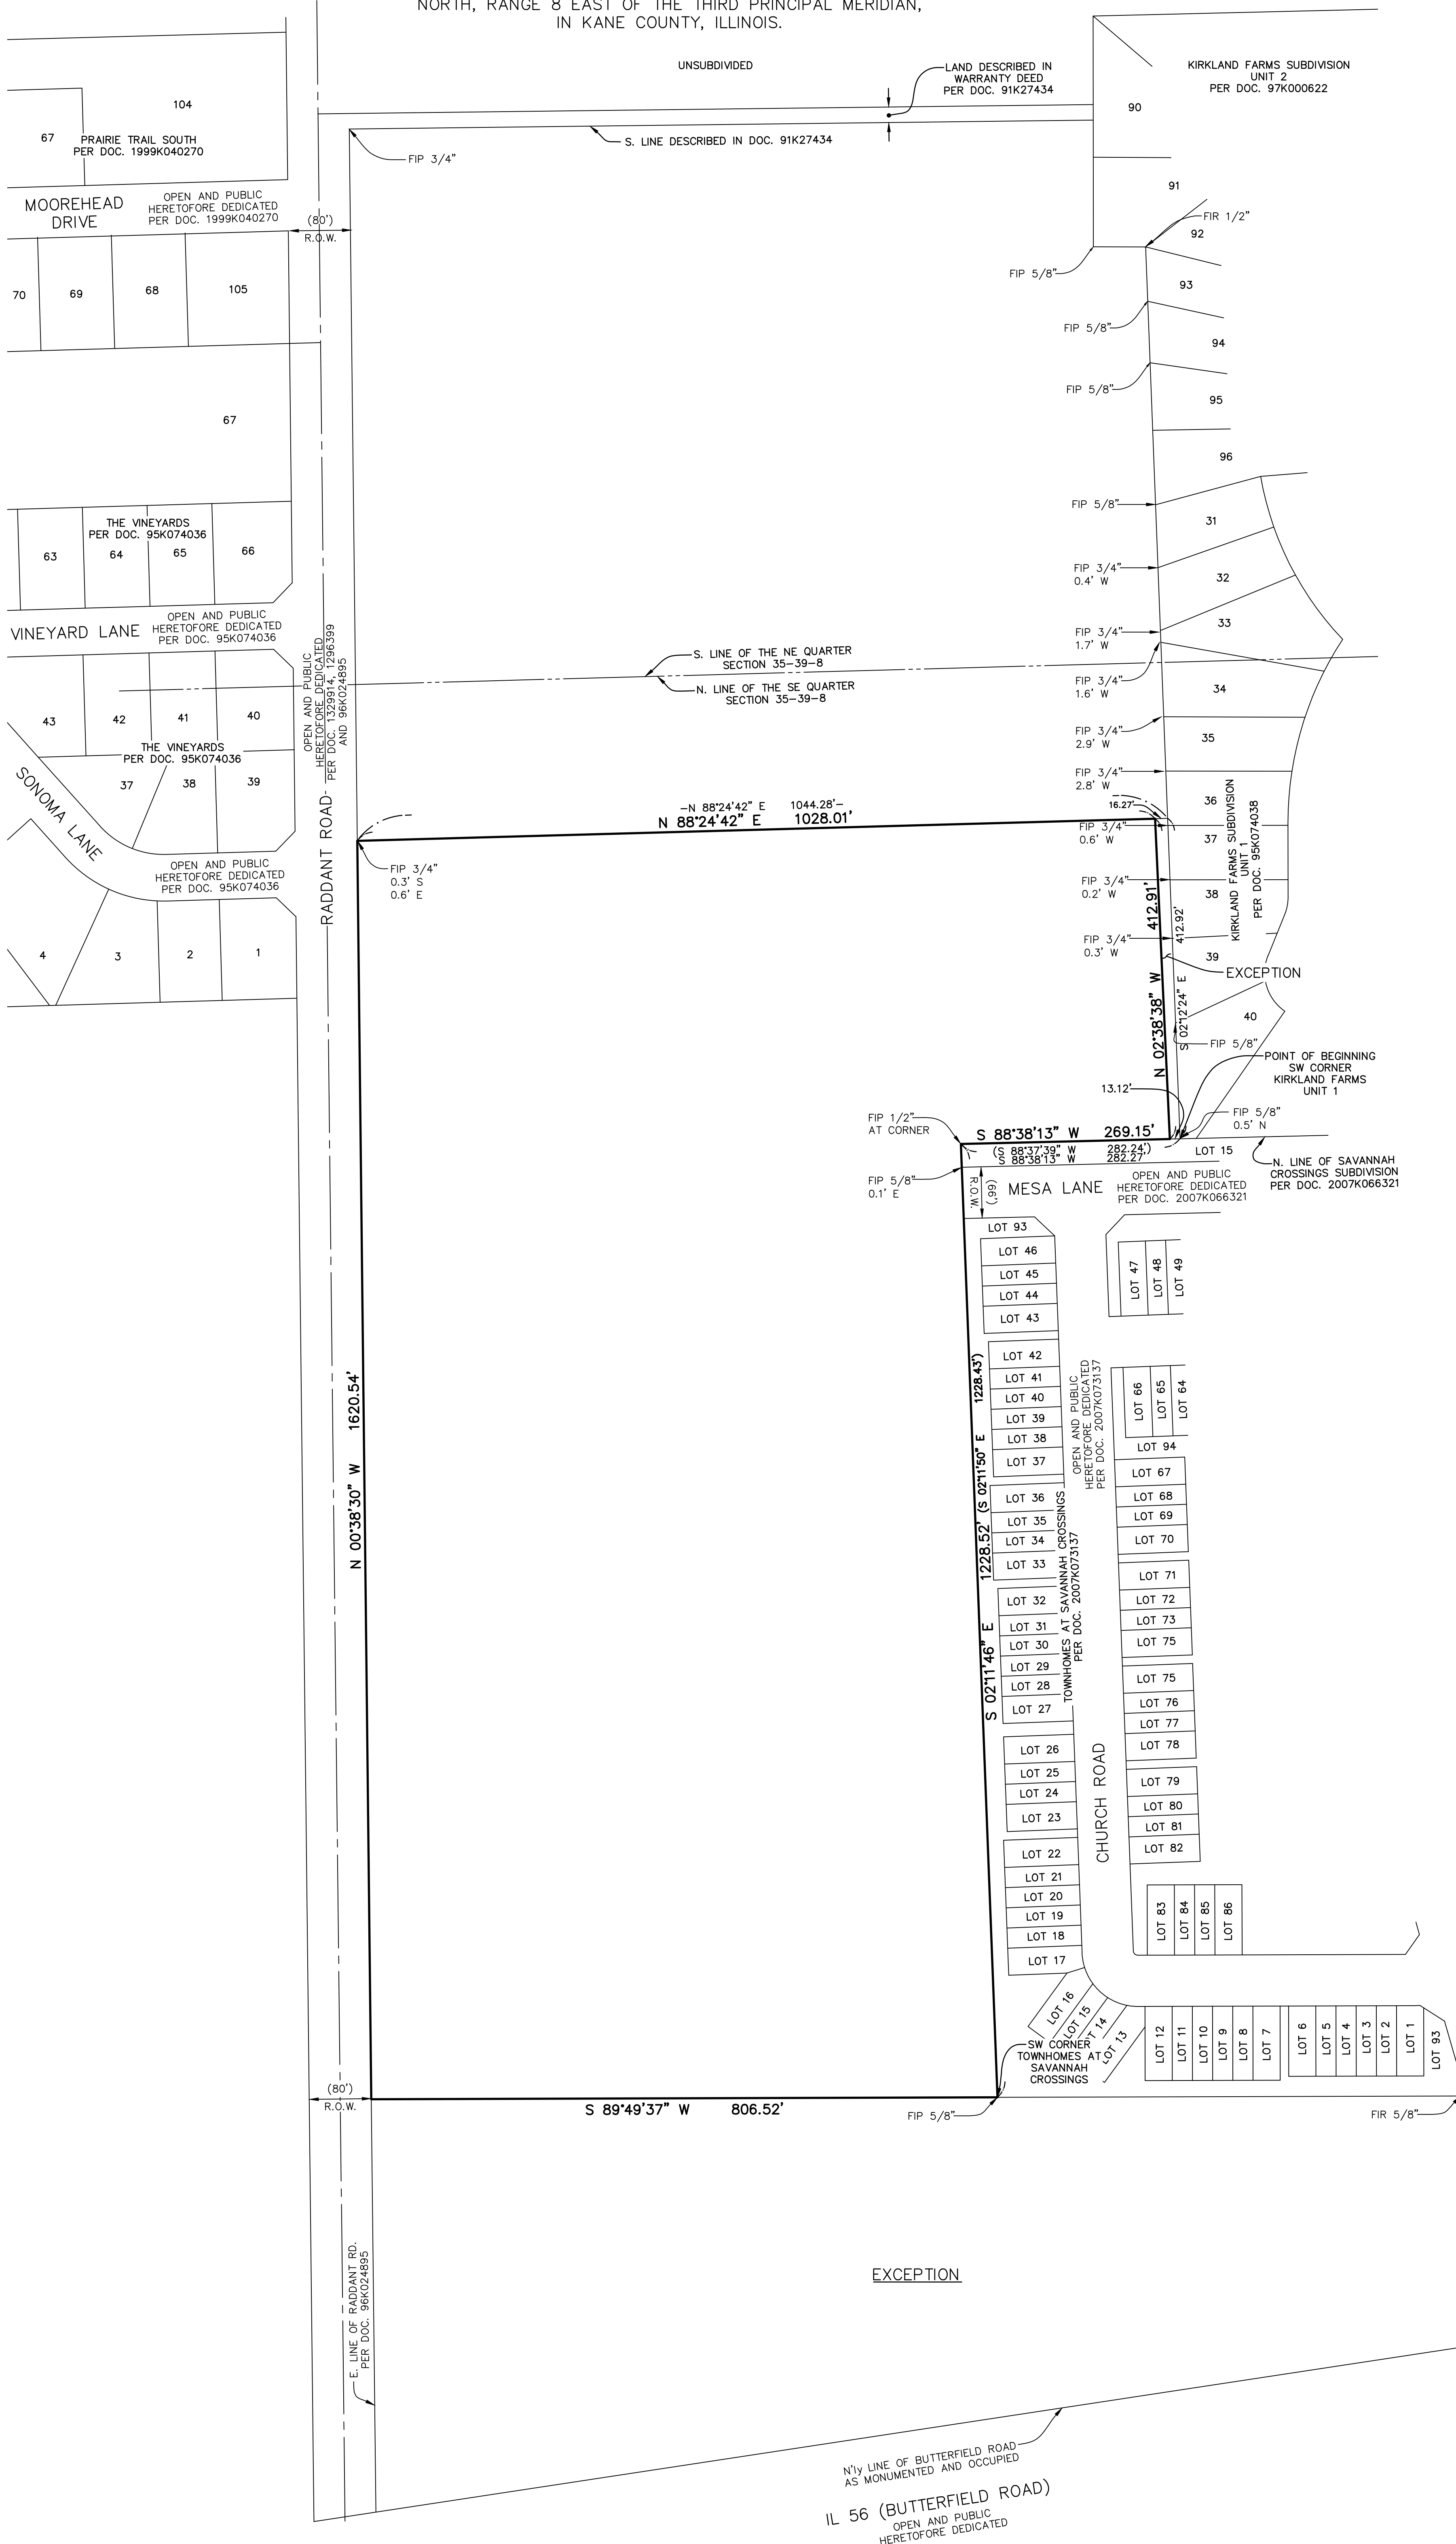 NORTH, RANGE 8 EAST OF THE THIRD PRINCIPAL MERIDIAN,
IN KANE COUNTY, ILLINOIS.
UNSUBDIVIDED
LAND DESCRIBED IN
WARRANTY DEED
PER DOC. 91K27434
KIRKLAND FARMS SUBDIVISION
UNIT 2
PER DOC. 97K000622
104
67
PRAIRIE TRAIL SOUTH
PER DOC. 1999K040270
90
S. LINE DESCRIBED IN DOC. 91K27434
FIP 3/4"
91
MOOREHEAD
DRIVE
OPEN AND PUBLIC
HERETOFORE DEDICATED
PER DOC. 1999K040270
(80')
R.O.W.
FIR 1/2"
92
FIP 5/8"
93
70
69
68
105
FIP 5/8"
94
FIP 5/8"
95
67
96
FIP 5/8"
31
THE VINEYARDS
PER DOC. 95K074036
63
64
65
66
FIP 3/4"
0.4' W
32
33
VINEYARD LANE
OPEN AND PUBLIC
HERETOFORE DEDICATED
PER DOC. 95K074036
FIP 3/4"
1.7' W
S. LINE OF THE NE QUARTER
SECTION 35-39-8
N. LINE OF THE SE QUARTER
SECTION 35-39-8
FIP 3/4"
1.6' W
34
OPEN AND PUBLIC
HERETOFORE DEDICATED
PER DOC. 1329914, 1296399
AND 96K024895
43
42
41
40
THE VINEYARDS
PER DOC. 95K074036
FIP 3/4"
2.9' W
35
37
38
39
SONOMA LANE
FIP 3/4"
2.8' W
36
16.27'
N 88°24'42" E 1044.28'
N 88°24'42" E 1028.01'
FIP 3/4"
0.6' W
37
KIRKLAND FARMS SUBDIVISION
UNIT 1
PER DOC. 95K074038
RADDANT ROAD
OPEN AND PUBLIC
HERETOFORE DEDICATED
PER DOC. 95K074036
FIP 3/4"
0.3' S
0.6' E
FIP 3/4"
0.2' W
38
N 02°38'38" W 412.91'
S 02°12'24" E 412.92'
4
3
2
1
FIP 3/4"
0.3' W
39
EXCEPTION
40
FIP 5/8"
POINT OF BEGINNING
SW CORNER
KIRKLAND FARMS
UNIT 1
13.12'
FIP 5/8"
0.5' N
FIP 1/2"
AT CORNER
S 88°38'13" W 269.15'
(S 88°37'39" W 282.24')
S 88°38'13" W 282.27'
LOT 15
N. LINE OF SAVANNAH
CROSSINGS SUBDIVISION
PER DOC. 2007K066321
FIP 5/8"
0.1' E
R.O.W.
(66')
MESA LANE
OPEN AND PUBLIC
HERETOFORE DEDICATED
PER DOC. 2007K066321
LOT 93
LOT 46
LOT 45
LOT 44
LOT 43
LOT 47
LOT 48
LOT 49
LOT 42
LOT 41
LOT 40
LOT 39
LOT 38
LOT 37
OPEN AND PUBLIC
HERETOFORE DEDICATED
PER DOC. 2007K073137
LOT 66
LOT 65
LOT 64
LOT 94
N 00°38'30" W 1620.54'
S 02°11'46" E 1228.52' (S 02°11'50" E 1228.43')
LOT 36
LOT 35
LOT 34
LOT 33
LOT 67
LOT 68
LOT 69
LOT 70
TOWNHOMES AT SAVANNAH CROSSINGS
PER DOC. 2007K073137
LOT 32
LOT 31
LOT 30
LOT 29
LOT 28
LOT 27
LOT 71
LOT 72
LOT 73
LOT 75
LOT 75
LOT 76
LOT 77
LOT 78
LOT 26
LOT 25
LOT 24
LOT 23
CHURCH ROAD
LOT 79
LOT 80
LOT 81
LOT 82
LOT 22
LOT 21
LOT 20
LOT 19
LOT 18
LOT 17
LOT 83
LOT 84
LOT 85
LOT 86
LOT 16
LOT 15
OT 14
LOT 13
LOT 12
LOT 11
LOT 10
LOT 9
LOT 8
LOT 7
LOT 6
LOT 5
LOT 4
LOT 3
LOT 2
LOT 1
LOT 93
SW CORNER
TOWNHOMES AT
SAVANNAH
CROSSINGS
(80')
R.O.W.
S 89°49'37" W 806.52'
FIP 5/8"
FIR 5/8"
E. LINE OF RADDANT RD.
PER DOC. 96K024895
EXCEPTION
N'ly LINE OF BUTTERFIELD ROAD
AS MONUMENTED AND OCCUPIED
IL 56 (BUTTERFIELD ROAD)
OPEN AND PUBLIC
HERETOFORE DEDICATED